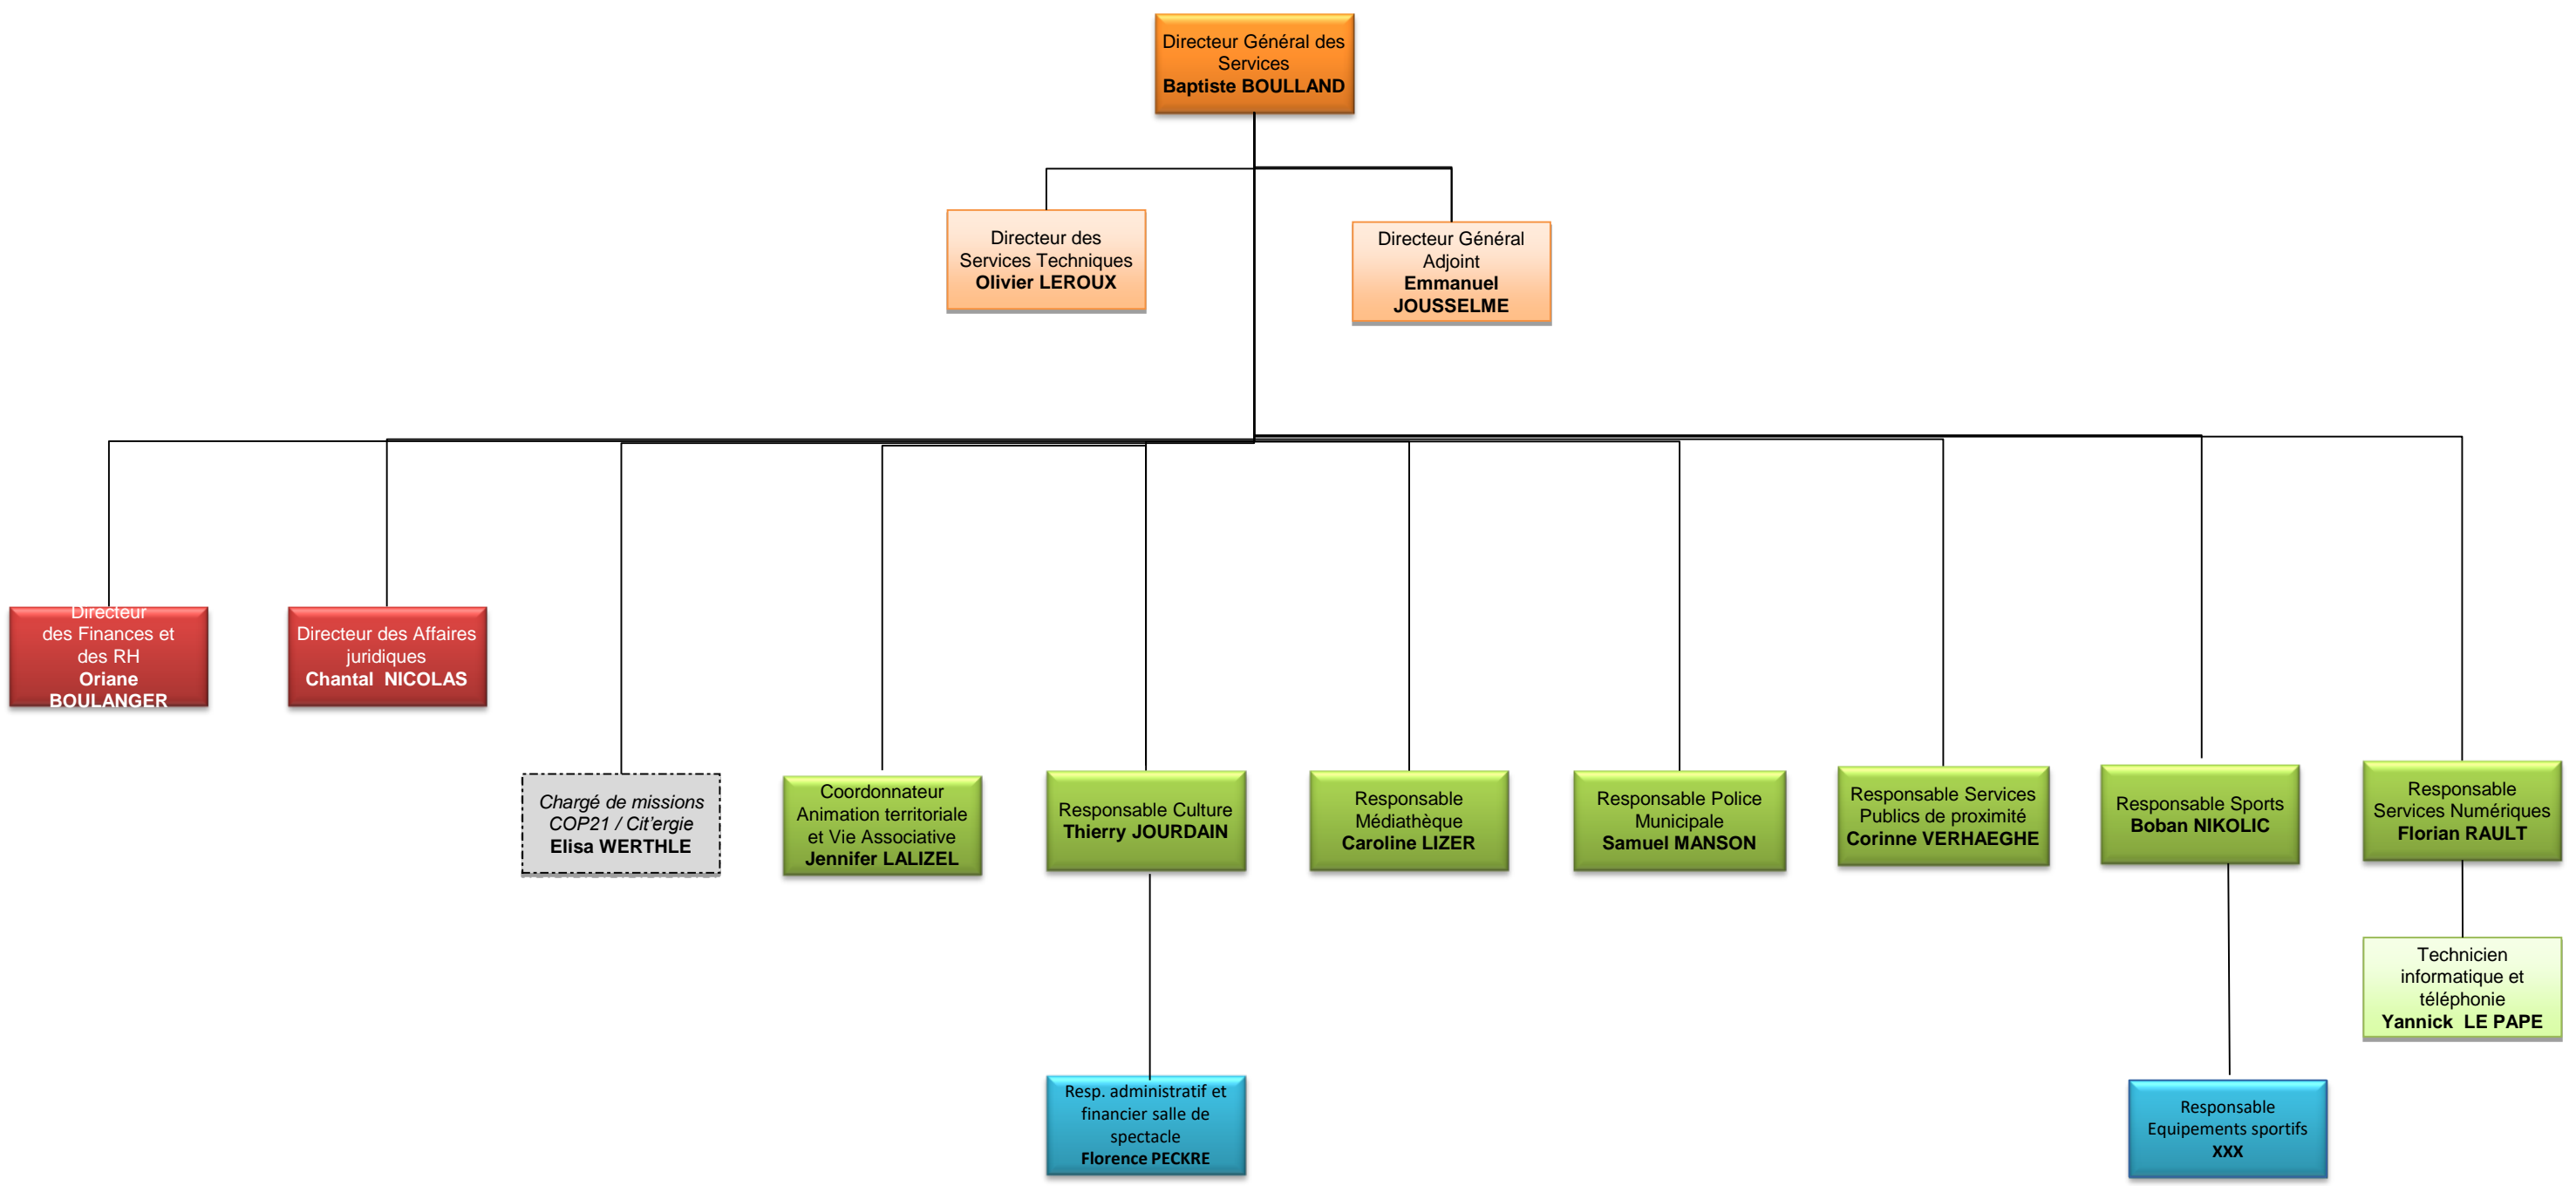 Directeur Général des
Services
Baptiste BOULLAND
Directeur des
Services Techniques
Olivier LEROUX
Directeur Général
Adjoint
Emmanuel
JOUSSELME
Directeur
des Finances et
des RH
Oriane
BOULANGER
Directeur des Affaires
juridiques
Chantal NICOLAS
Chargé de missions
COP21 / Cit'ergie
Elisa WERTHLE
Coordonnateur
Animation territoriale
et Vie Associative
Jennifer LALIZEL
Responsable Culture
Thierry JOURDAIN
Responsable
Médiathèque
Caroline LIZER
Responsable Police
Municipale
Samuel MANSON
Responsable Services
Publics de proximité
Corinne VERHAEGHE
Responsable Sports
Boban NIKOLIC
Responsable
Services Numériques
Florian RAULT
Technicien
informatique et
téléphonie
Yannick LE PAPE
Resp. administratif et
financier salle de
spectacle
Florence PECKRE
Responsable
Equipements sportifs
XXX